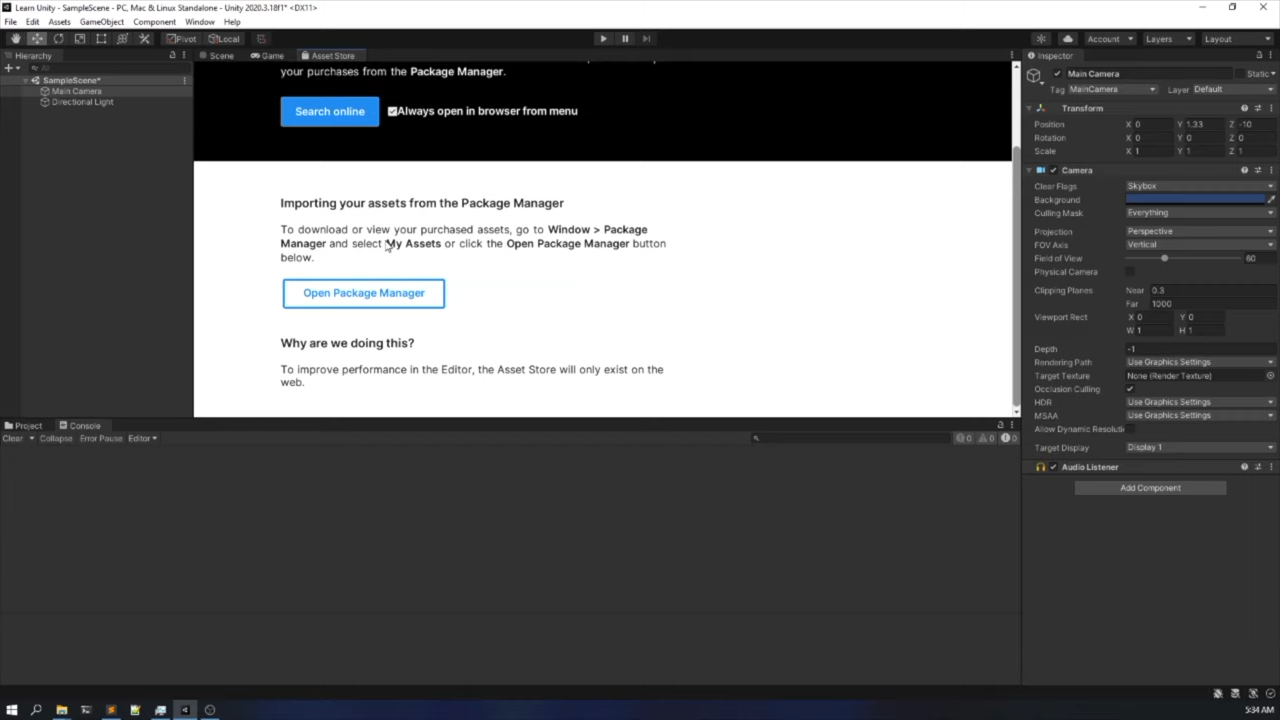 Learn Unity - SampleScene - PC, Mac & Linux Standalone - Unity 2020.3.18f1* <DX11>
File Edit Assets GameObject Component Window Help
Pivot Local Account Layers Layout
Hierarchy Scene Game Asset Store Inspector
All
SampleScene*
Main Camera
Directional Light
your purchases from the Package Manager.
Search online Always open in browser from menu
Importing your assets from the Package Manager
To download or view your purchased assets, go to Window > Package
Manager and select My Assets or click the Open Package Manager button
below.
Open Package Manager
Why are we doing this?
To improve performance in the Editor, the Asset Store will only exist on the
web.
Main Camera Static
Tag MainCamera Layer Default
Transform
Position X 0 Y 1.33 Z -10
Rotation X 0 Y 0 Z 0
Scale X 1 Y 1 Z 1
Camera
Clear Flags Skybox
Background
Culling Mask Everything
Projection Perspective
FOV Axis Vertical
Field of View 60
Physical Camera
Clipping Planes Near 0.3
Far 1000
Viewport Rect X 0 Y 0
W 1 H 1
Depth -1
Rendering Path Use Graphics Settings
Target Texture None (Render Texture)
Occlusion Culling
HDR Use Graphics Settings
MSAA Use Graphics Settings
Allow Dynamic Resoluti
Target Display Display 1
Audio Listener
Add Component
Project Console
Clear Collapse Error Pause Editor 0 0 0
5:34 AM